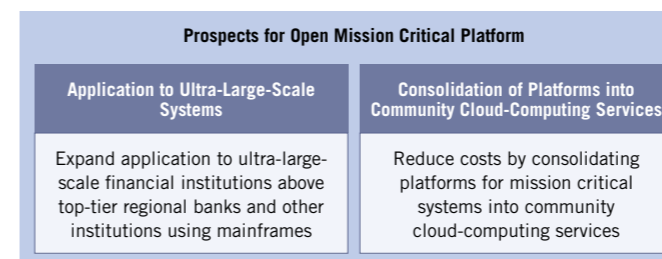 Prospects for Open Mission Critical Platform
Application to Ultra-Large-Scale
Systems
Expand application to ultra-large-
scale financial institutions above
top-tier regional banks and other
institutions using mainframes
Consolidation of Platforms into
Community Cloud-Computing Services
Reduce costs by consolidating
platforms for mission critical
systems into community
cloud-computing services